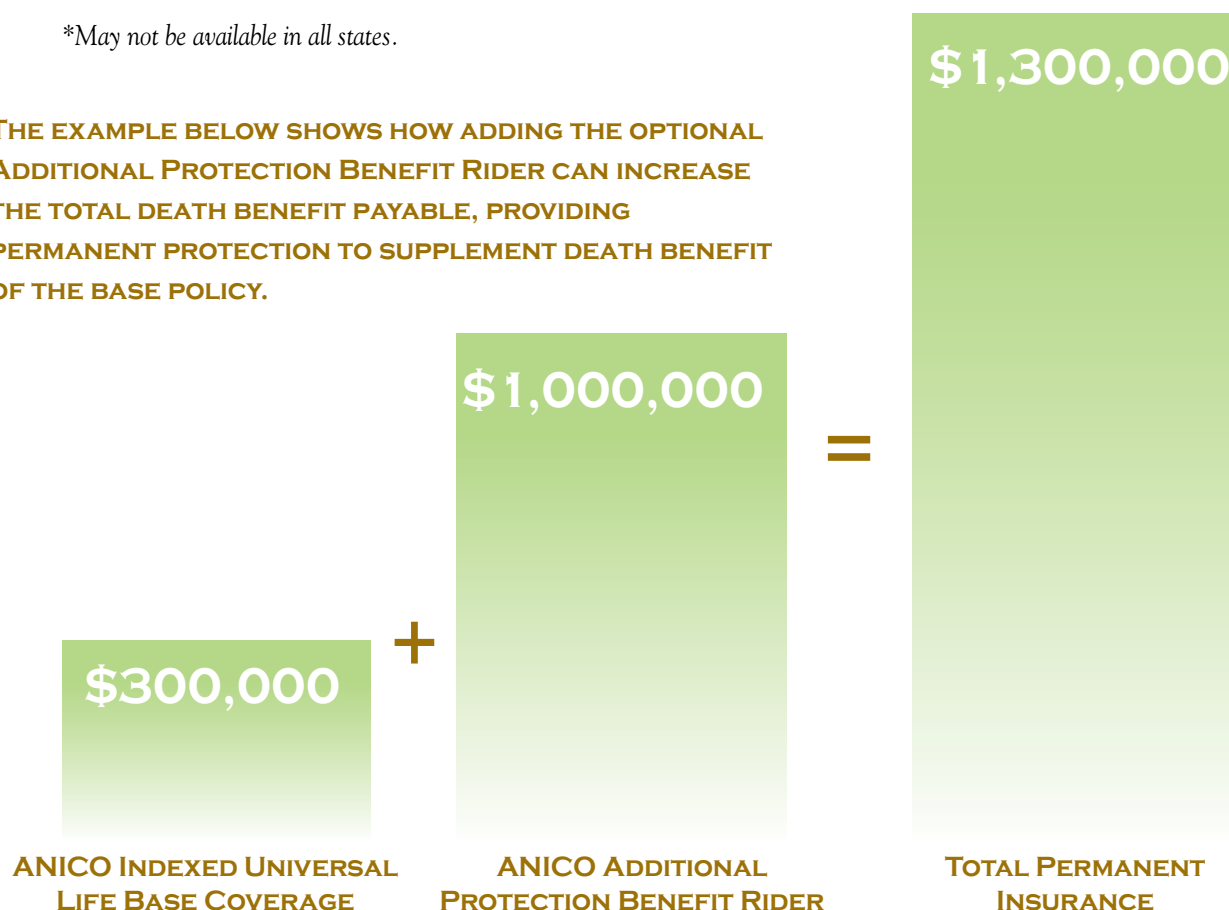 *May not be available in all states.
$1,300,000
THE EXAMPLE BELOW SHOWS HOW ADDING THE OPTIONAL
ADDITIONAL PROTECTION BENEFIT RIDER CAN INCREASE
THE TOTAL DEATH BENEFIT PAYABLE, PROVIDING
PERMANENT PROTECTION TO SUPPLEMENT DEATH BENEFIT
OF THE BASE POLICY.
$1,000,000
=
+
$300,000
ANICO INDEXED UNIVERSAL
LIFE BASE COVERAGE
ANICO ADDITIONAL
PROTECTION BENEFIT RIDER
TOTAL PERMANENT
INSURANCE